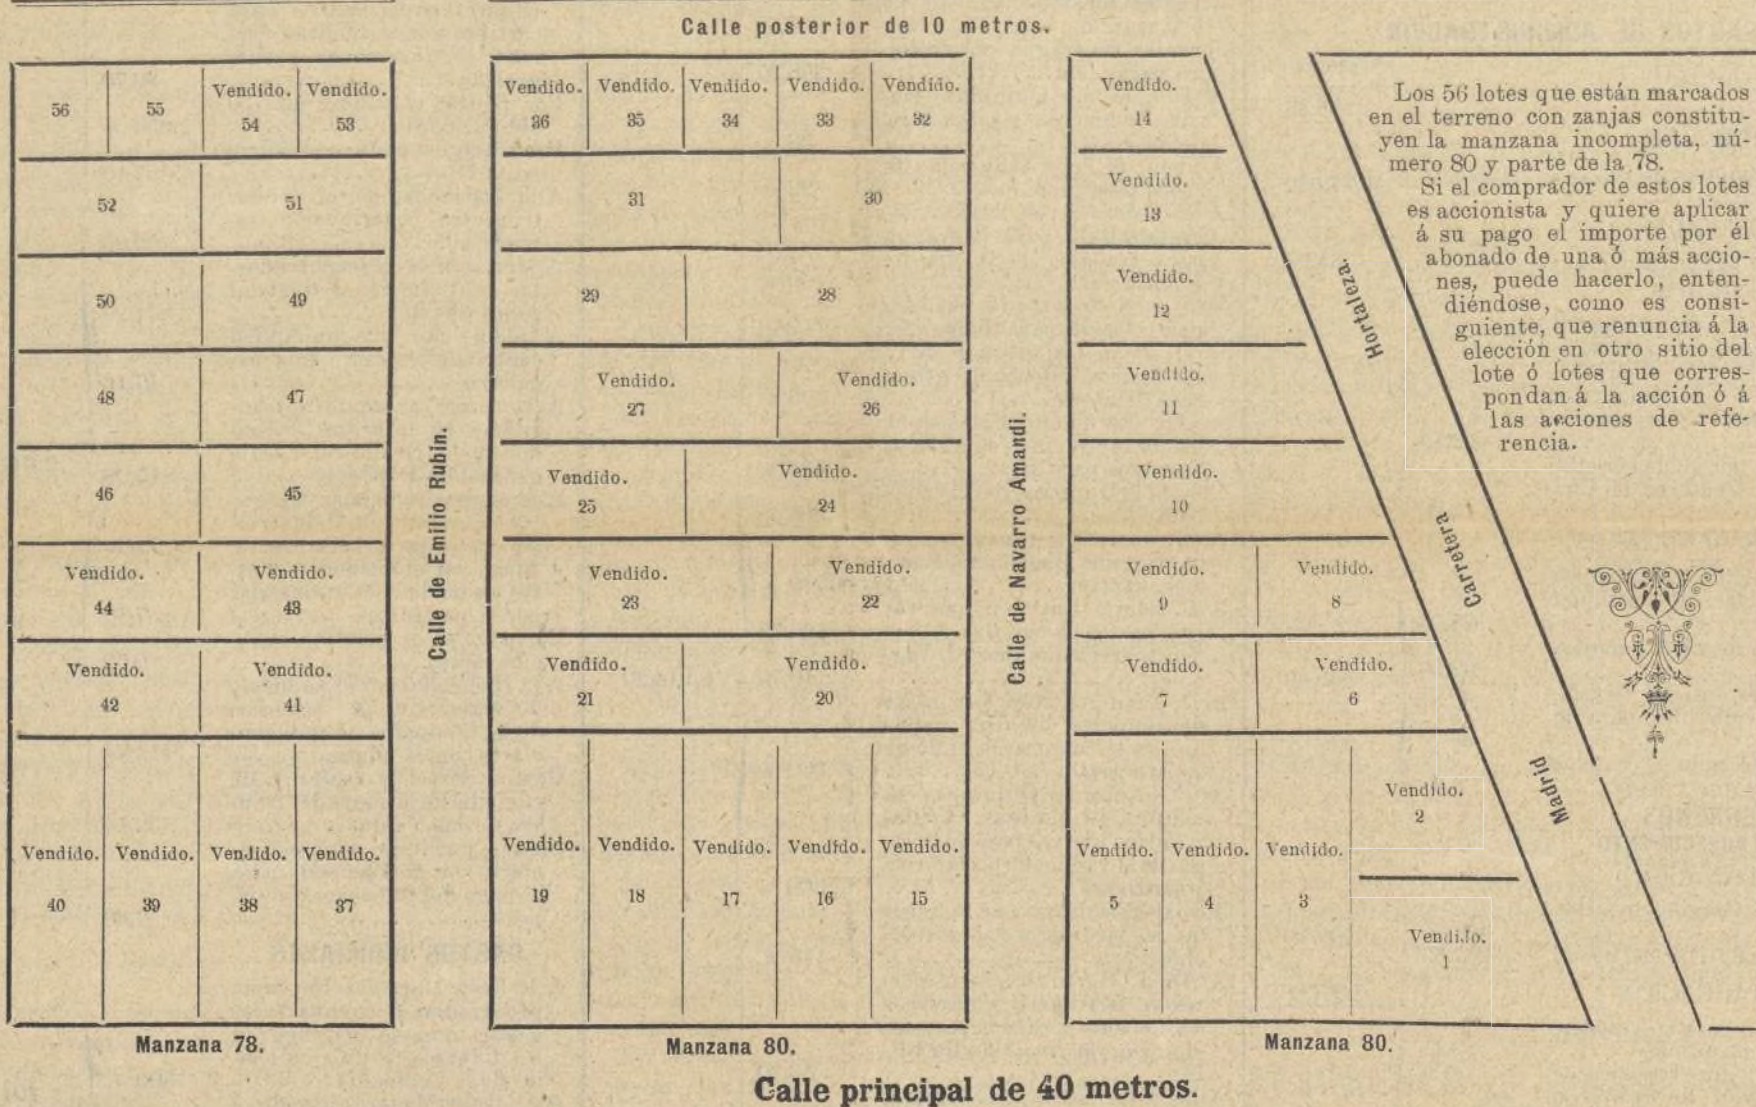 Calle posterior de 10 metros.
56
55
Vendido.
54
Vendido.
53
52
51
50
49
48
47
46
45
Vendido.
44
Vendido.
43
Vendido.
42
Vendido.
41
Vendido.
40
Vendido.
39
Vendido.
38
Vendido.
37
Manzana 78.
Calle de Emilio Rubín.
Vendido.
36
Vendido.
35
Vendido.
34
Vendido.
33
Vendido.
32
31
30
29
28
Vendido.
27
Vendido.
26
Vendido.
25
Vendido.
24
Vendido.
23
Vendido.
22
Vendido.
21
Vendido.
20
Vendido.
19
Vendido.
18
Vendido.
17
Vendido.
16
Vendido.
15
Manzana 80.
Calle de Navarro Amandi.
Vendido.
14
Vendido.
13
Vendido.
12
Vendido.
11
Vendido.
10
Vendido.
9
Vendido.
8
Vendido.
7
Vendido.
6
Vendido.
5
Vendido.
4
Vendido.
3
Vendido.
2
Vendido.
1
Manzana 80.
Hortaleza.
Carretera
Madrid
Los 56 lotes que están marcados
en el terreno con zanjas constitu-
yen la manzana incompleta, nú-
mero 80 y parte de la 78.
Si el comprador de estos lotes
es accionista y quiere aplicar
á su pago el importe por él
abonado de una ó más accio-
nes, puede hacerlo, enten-
diéndose, como es consi-
guiente, que renuncia á la
elección en otro sitio del
lote ó lotes que corres-
pondan á la acción ó á
las acciones de refe-
rencia.
Calle principal de 40 metros.